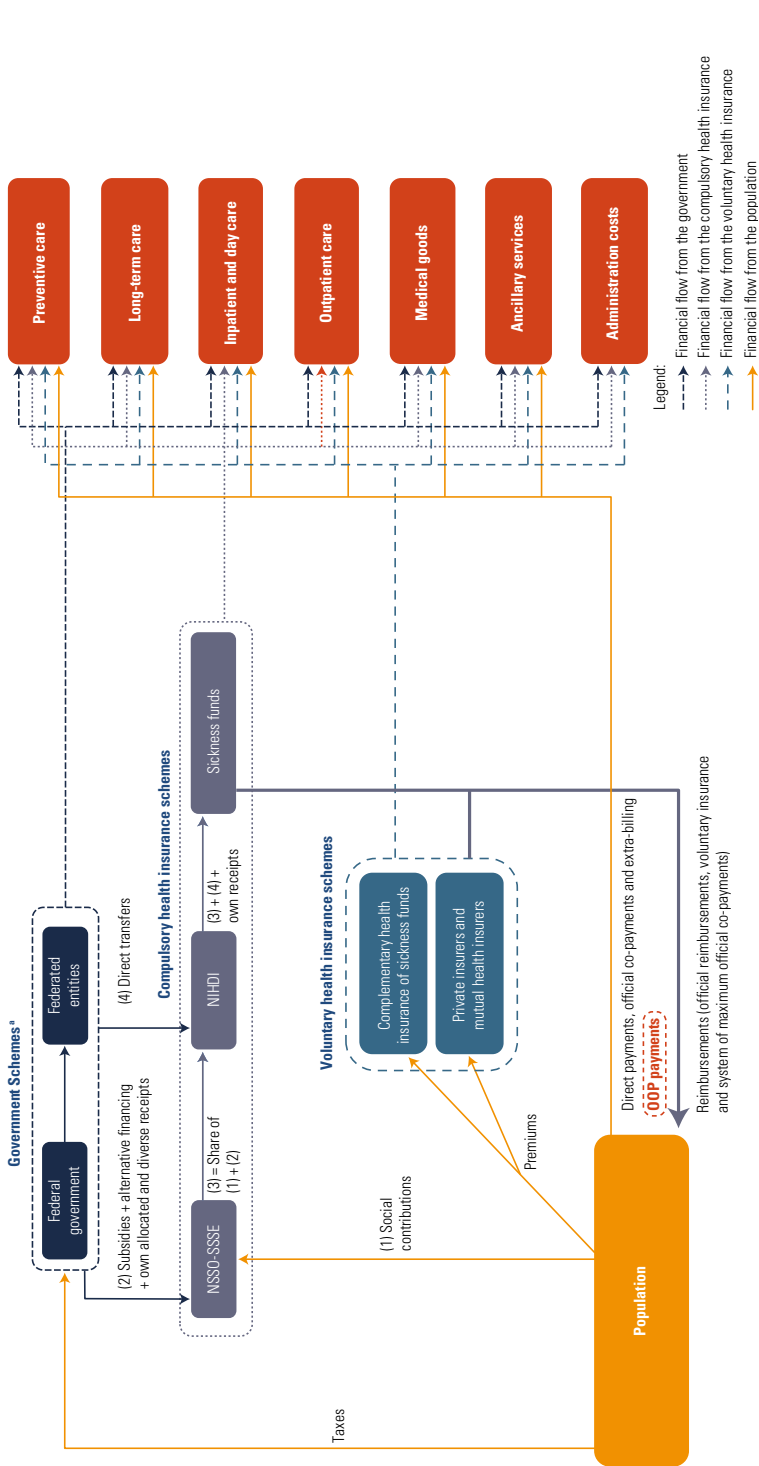 Government Schemes a
Federal
government
Federated
entities
(2) Subsidies + alternative financing
+ own allocated and diverse receipts
(4) Direct transfers
Compulsory health insurance schemes
NSSO-SSSE
(3) = Share of
(1) + (2)
NIHDI
(3) + (4) +
own receipts
Sickness funds
Taxes
(1) Social
contributions
Voluntary health insurance schemes
Complementary health
insurance of sickness funds
Private insurers and
mutual health insurers
Premiums
Population
Direct payments, official co-payments and extra-billing
OOP payments
Reimbursements (official reimbursements, voluntary insurance
and system of maximum official co-payments)
Preventive care
Long-term care
Inpatient and day care
Outpatient care
Medical goods
Ancillary services
Administration costs
Legend:
Financial flow from the government
Financial flow from the compulsory health insurance
Financial flow from the voluntary health insurance
Financial flow from the population